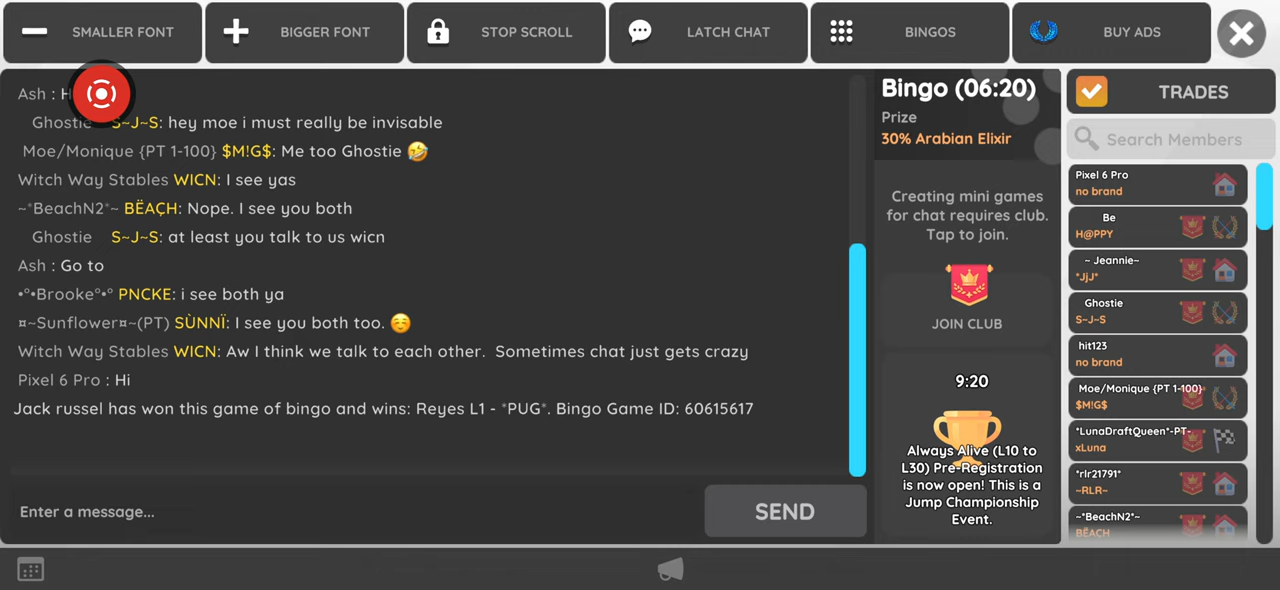 SMALLER FONT
BIGGER FONT
STOP SCROLL
LATCH CHAT
BINGOS
BUY ADS
Ash : H
Ghostie S~J~S: hey moe i must really be invisable
Moe/Monique {PT 1-100} $M!G$: Me too Ghostie 🤣
Witch Way Stables WICN: I see yas
~*BeachN2*~ BËAÇH: Nope. I see you both
Ghostie S~J~S: at least you talk to us wicn
Ash : Go to
•°•Brooke°•° PNCKE: i see both ya
¤~Sunflower¤~(PT) SÙNNÏ: I see you both too. ☺️
Witch Way Stables WICN: Aw I think we talk to each other.  Sometimes chat just gets crazy
Pixel 6 Pro : Hi
Jack russel has won this game of bingo and wins: Reyes L1 - *PUG*. Bingo Game ID: 60615617
Enter a message...
SEND
Bingo (06:20)
Prize
30% Arabian Elixir
Creating mini games
for chat requires club.
Tap to join.
JOIN CLUB
9:20
Always Alive (L10 to
L30) Pre-Registration
is now open! This is a
Jump Championship
Event.
TRADES
Search Members
Pixel 6 Pro
no brand
Be
H@PPY
~ Jeannie~
*JjJ*
Ghostie
S~J~S
hit123
no brand
Moe/Monique {PT 1-100}
$M!G$
*LunaDraftQueen*-PT-
xLuna
*rlr21791*
~RLR~
~*BeachN2*~
BËAÇH